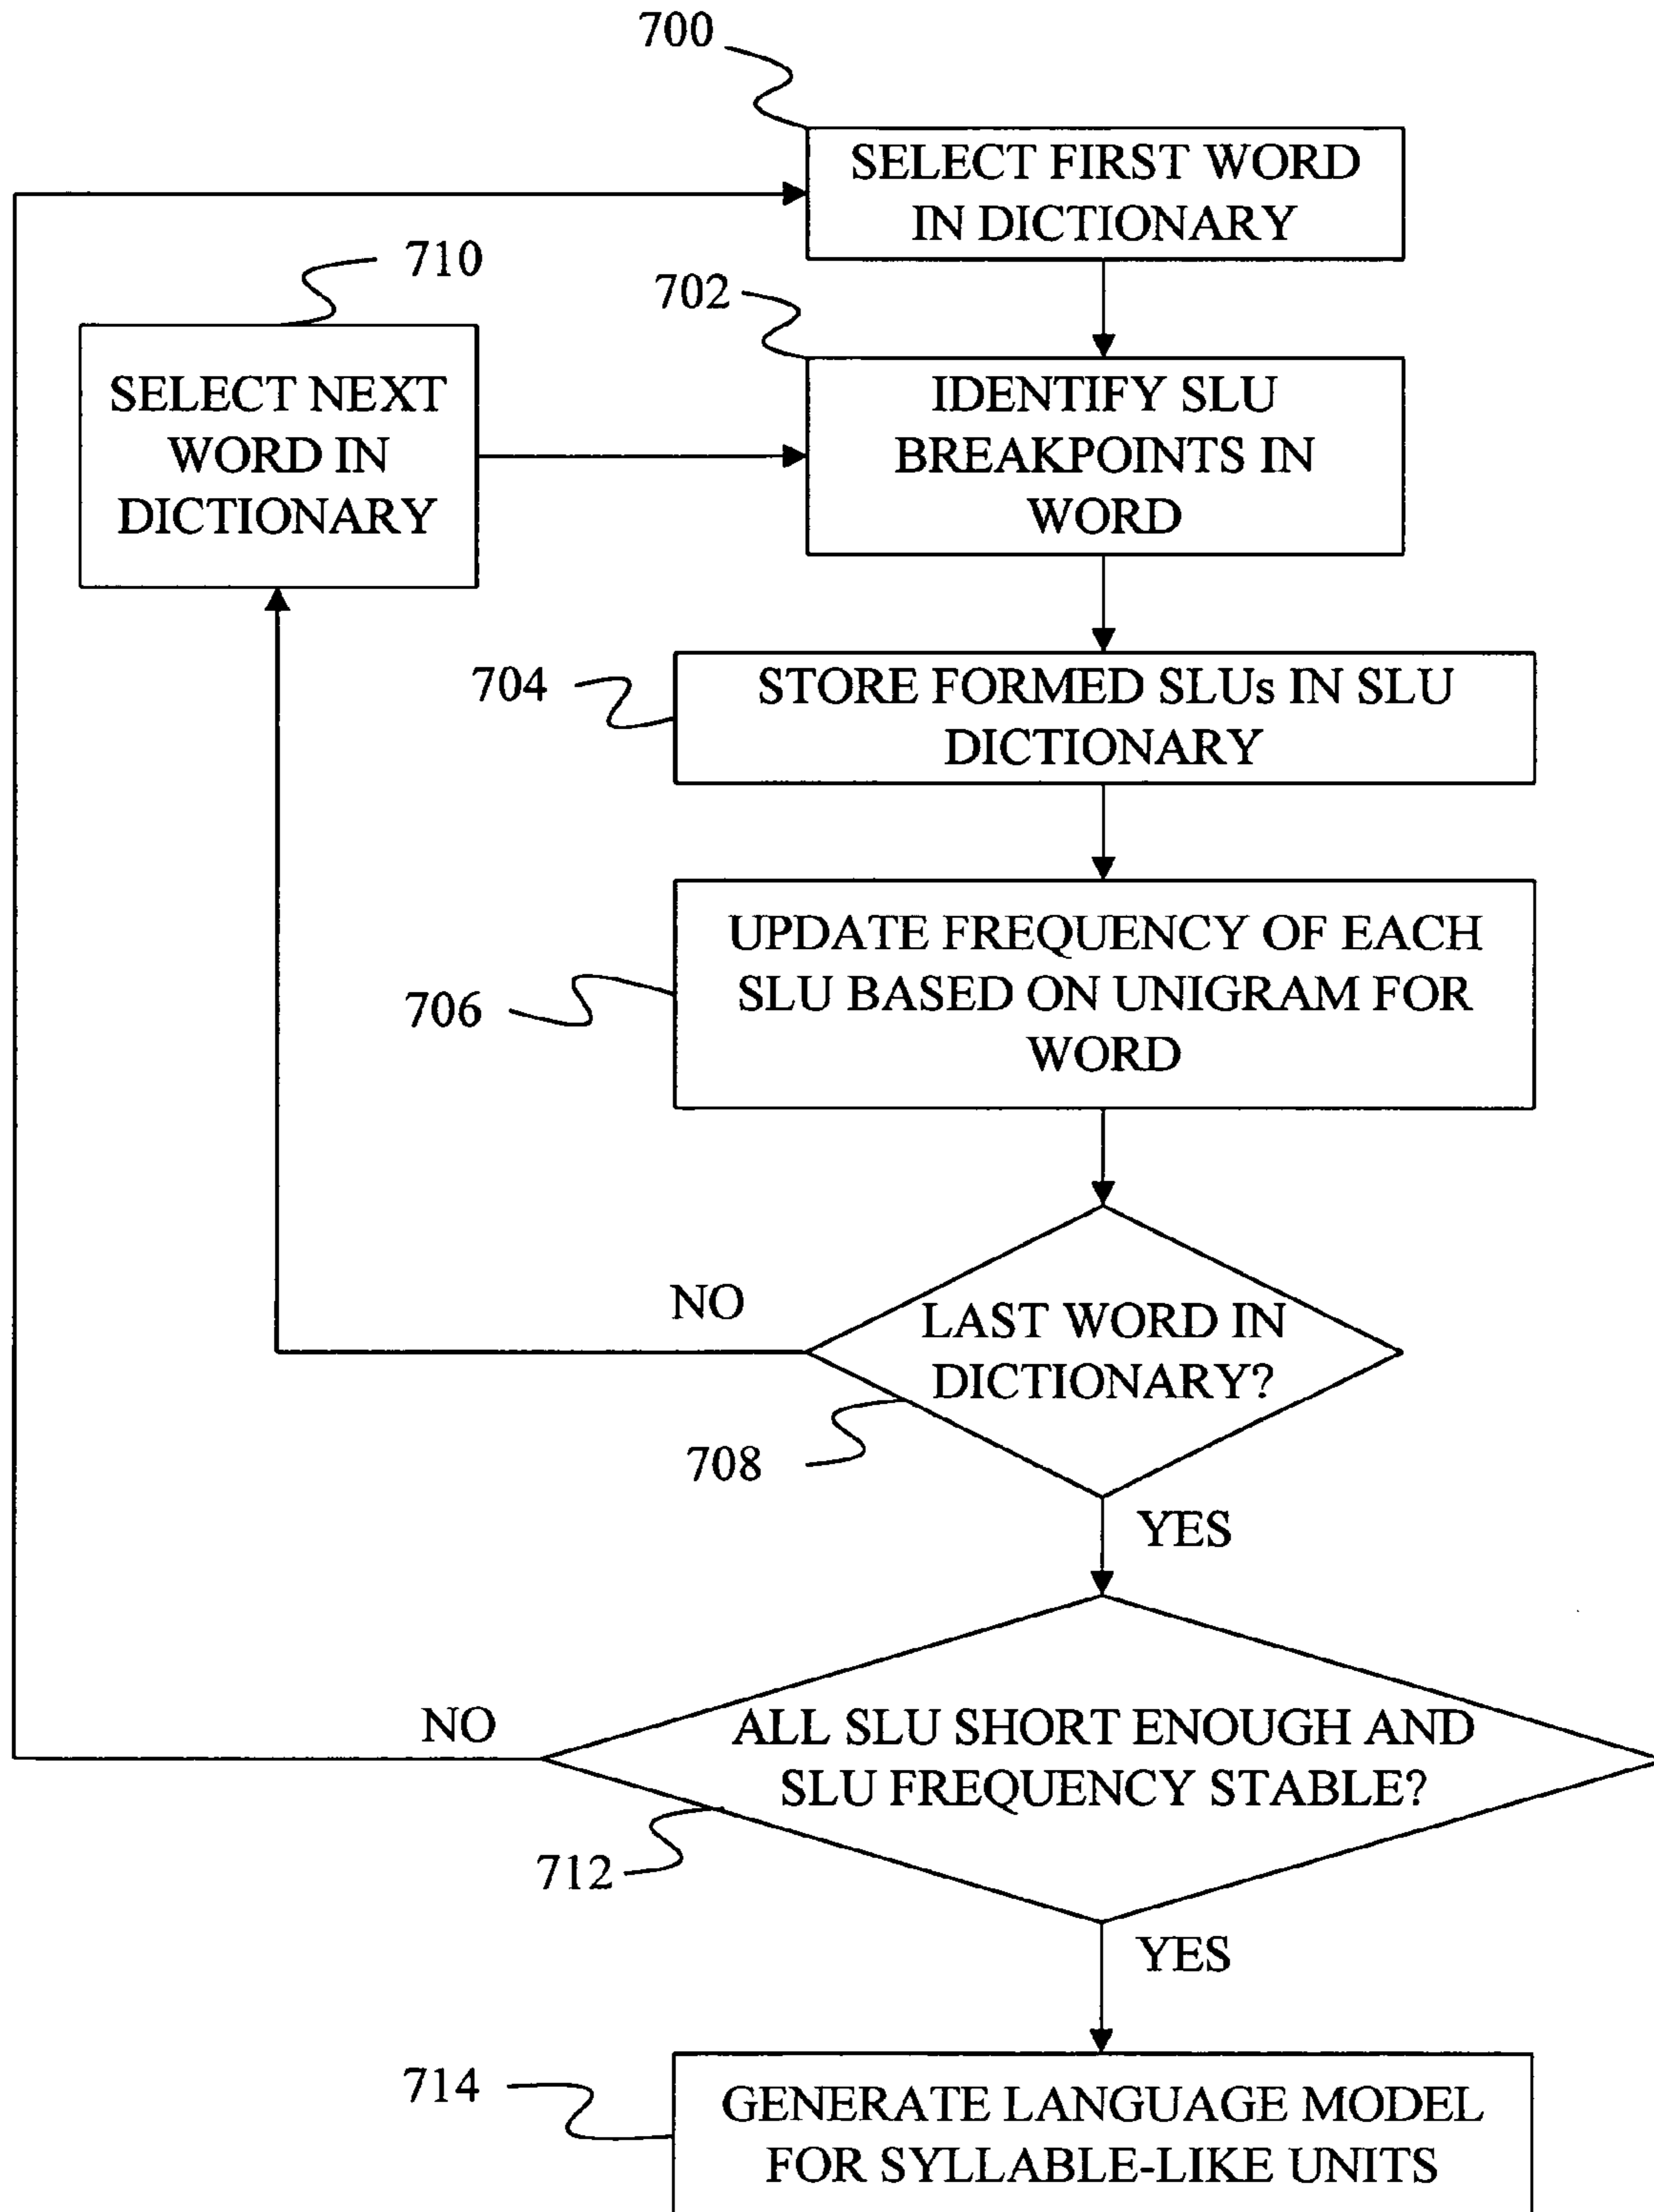 700
SELECT FIRST WORD
IN DICTIONARY
710
702
SELECT NEXT
WORD IN
DICTIONARY
IDENTIFY SLU
BREAKPOINTS IN
WORD
704
STORE FORMED SLUs IN SLU
DICTIONARY
706
UPDATE FREQUENCY OF EACH
SLU BASED ON UNIGRAM FOR
WORD
NO
LAST WORD IN
DICTIONARY?
708
YES
NO
ALL SLU SHORT ENOUGH AND
SLU FREQUENCY STABLE?
712
YES
714
GENERATE LANGUAGE MODEL
FOR SYLLABLE-LIKE UNITS